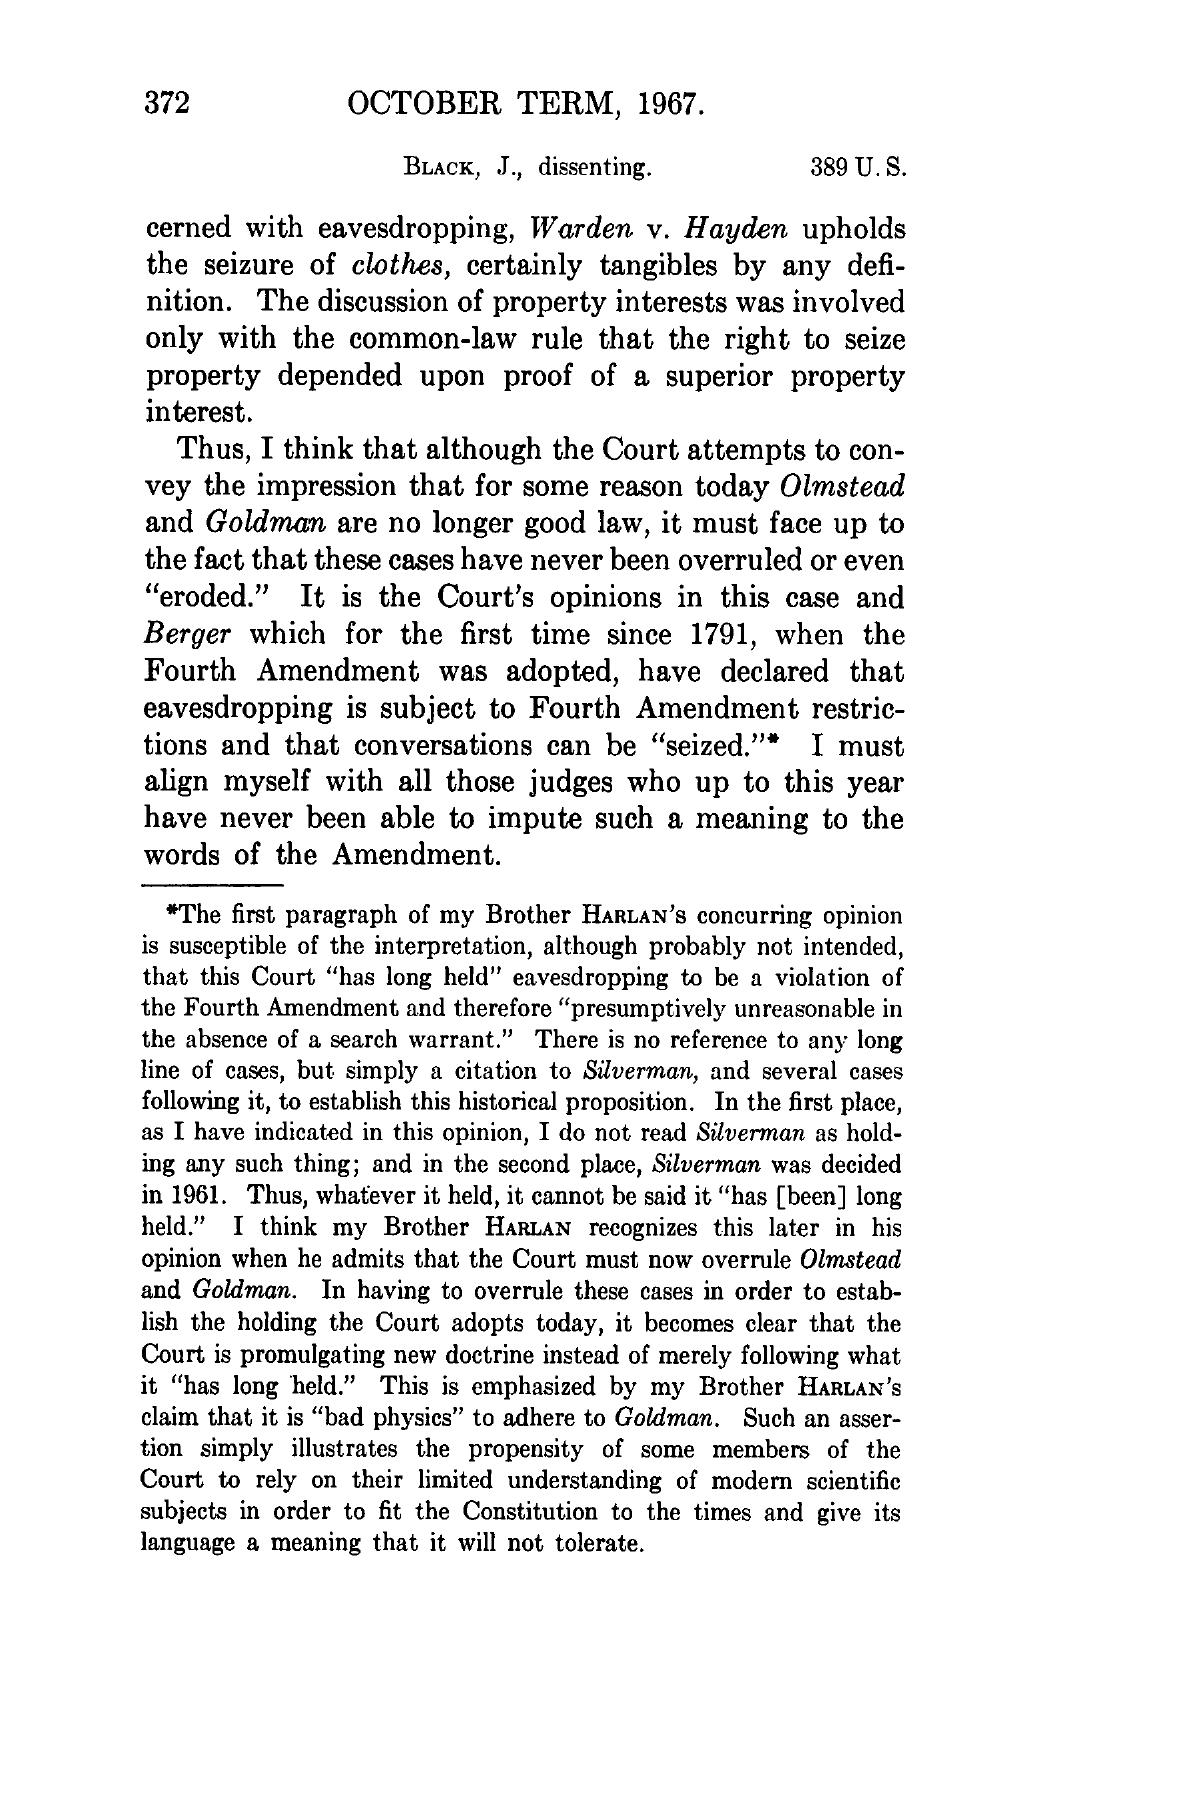 372 OCTOBER TERM, 1967.
BLACK, J., dissenting. 389 U. S.
cerned with eavesdropping, Warden v. Hayden upholds
the seizure of clothes, certainly tangibles by any defi-
nition. The discussion of property interests was involved
only with the common-law rule that the right to seize
property depended upon proof of a superior property
interest.
Thus, I think that although the Court attempts to con-
vey the impression that for some reason today Olmstead
and Goldman are no longer good law, it must face up to
the fact that these cases have never been overruled or even
“eroded.” It is the Court’s opinions in this case and
Berger which for the first time since 1791, when the
Fourth Amendment was adopted, have declared that
eavesdropping is subject to Fourth Amendment restric-
tions and that conversations can be “seized.”* I must
align myself with all those judges who up to this year
have never been able to impute such a meaning to the
words of the Amendment.
*The first paragraph of my Brother HARLAN’S concurring opinion
is susceptible of the interpretation, although probably not intended,
that this Court “has long held” eavesdropping to be a violation of
the Fourth Amendment and therefore “presumptively unreasonable in
the absence of a search warrant.” There is no reference to any long
line of cases, but simply a citation to Silverman, and several cases
following it, to establish this historical proposition. In the first place,
as I have indicated in this opinion, I do not read Silverman as hold-
ing any such thing; and in the second place, Silverman was decided
in 1961. Thus, whatever it held, it cannot be said it “has [been] long
held.” I think my Brother HARLAN recognizes this later in his
opinion when he admits that the Court must now overrule Olmstead
and Goldman. In having to overrule these cases in order to estab-
lish the holding the Court adopts today, it becomes clear that the
Court is promulgating new doctrine instead of merely following what
it “has long held.” This is emphasized by my Brother HARLAN’S
claim that it is “bad physics” to adhere to Goldman. Such an asser-
tion simply illustrates the propensity of some members of the
Court to rely on their limited understanding of modern scientific
subjects in order to fit the Constitution to the times and give its
language a meaning that it will not tolerate.